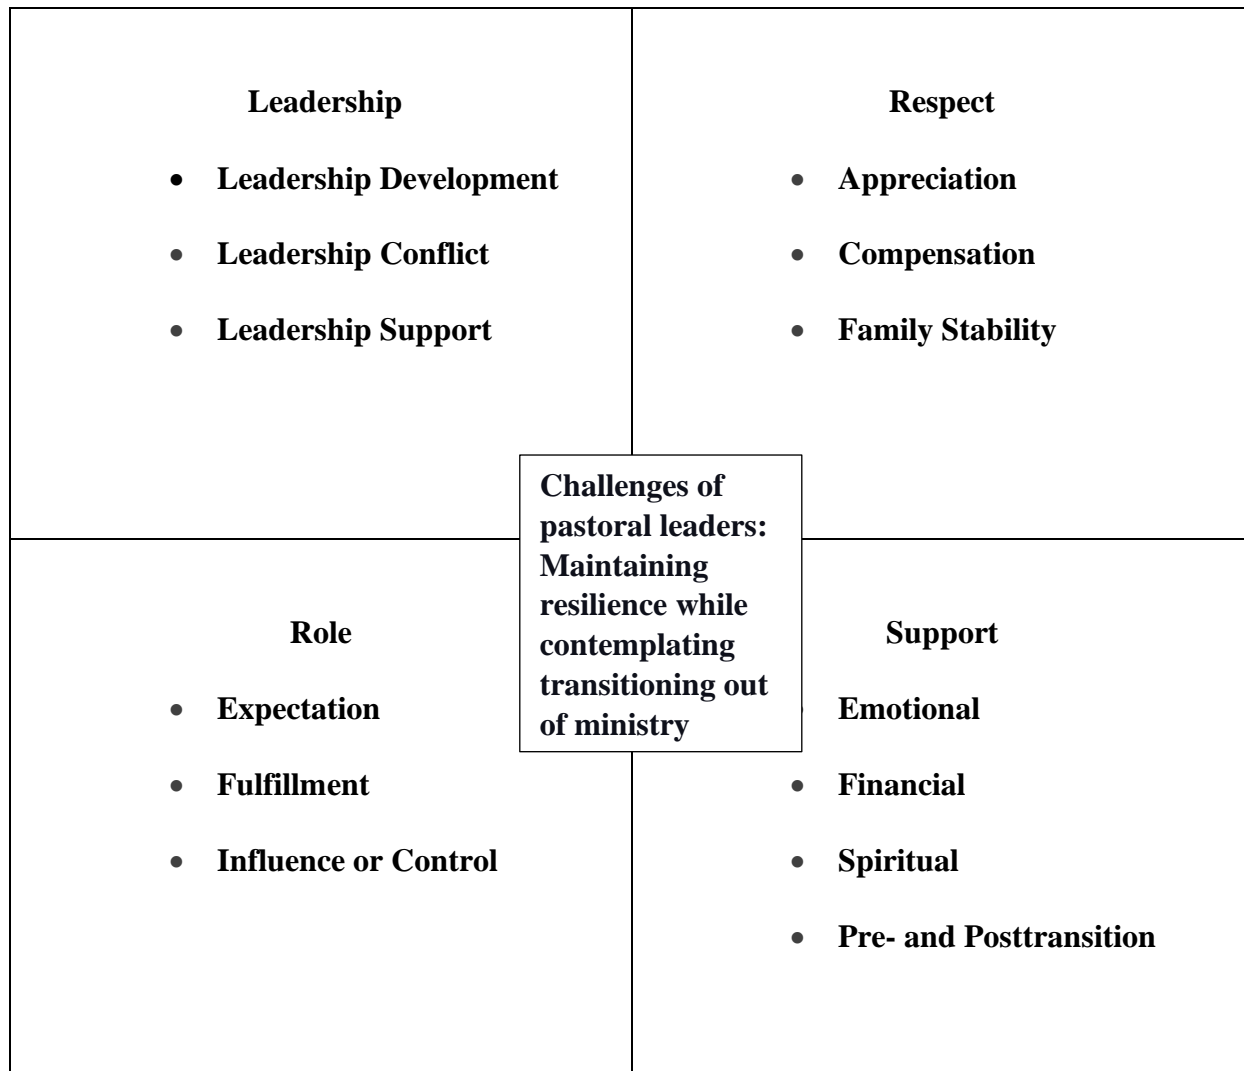 Leadership
• Leadership Development
• Leadership Conflict
• Leadership Support
Respect
• Appreciation
• Compensation
• Family Stability
Challenges of
pastoral leaders:
Maintaining
resilience while
contemplating
transitioning out
of ministry
Role
• Expectation
• Fulfillment
• Influence or Control
Support
• Emotional
• Financial
• Spiritual
• Pre- and Posttransition